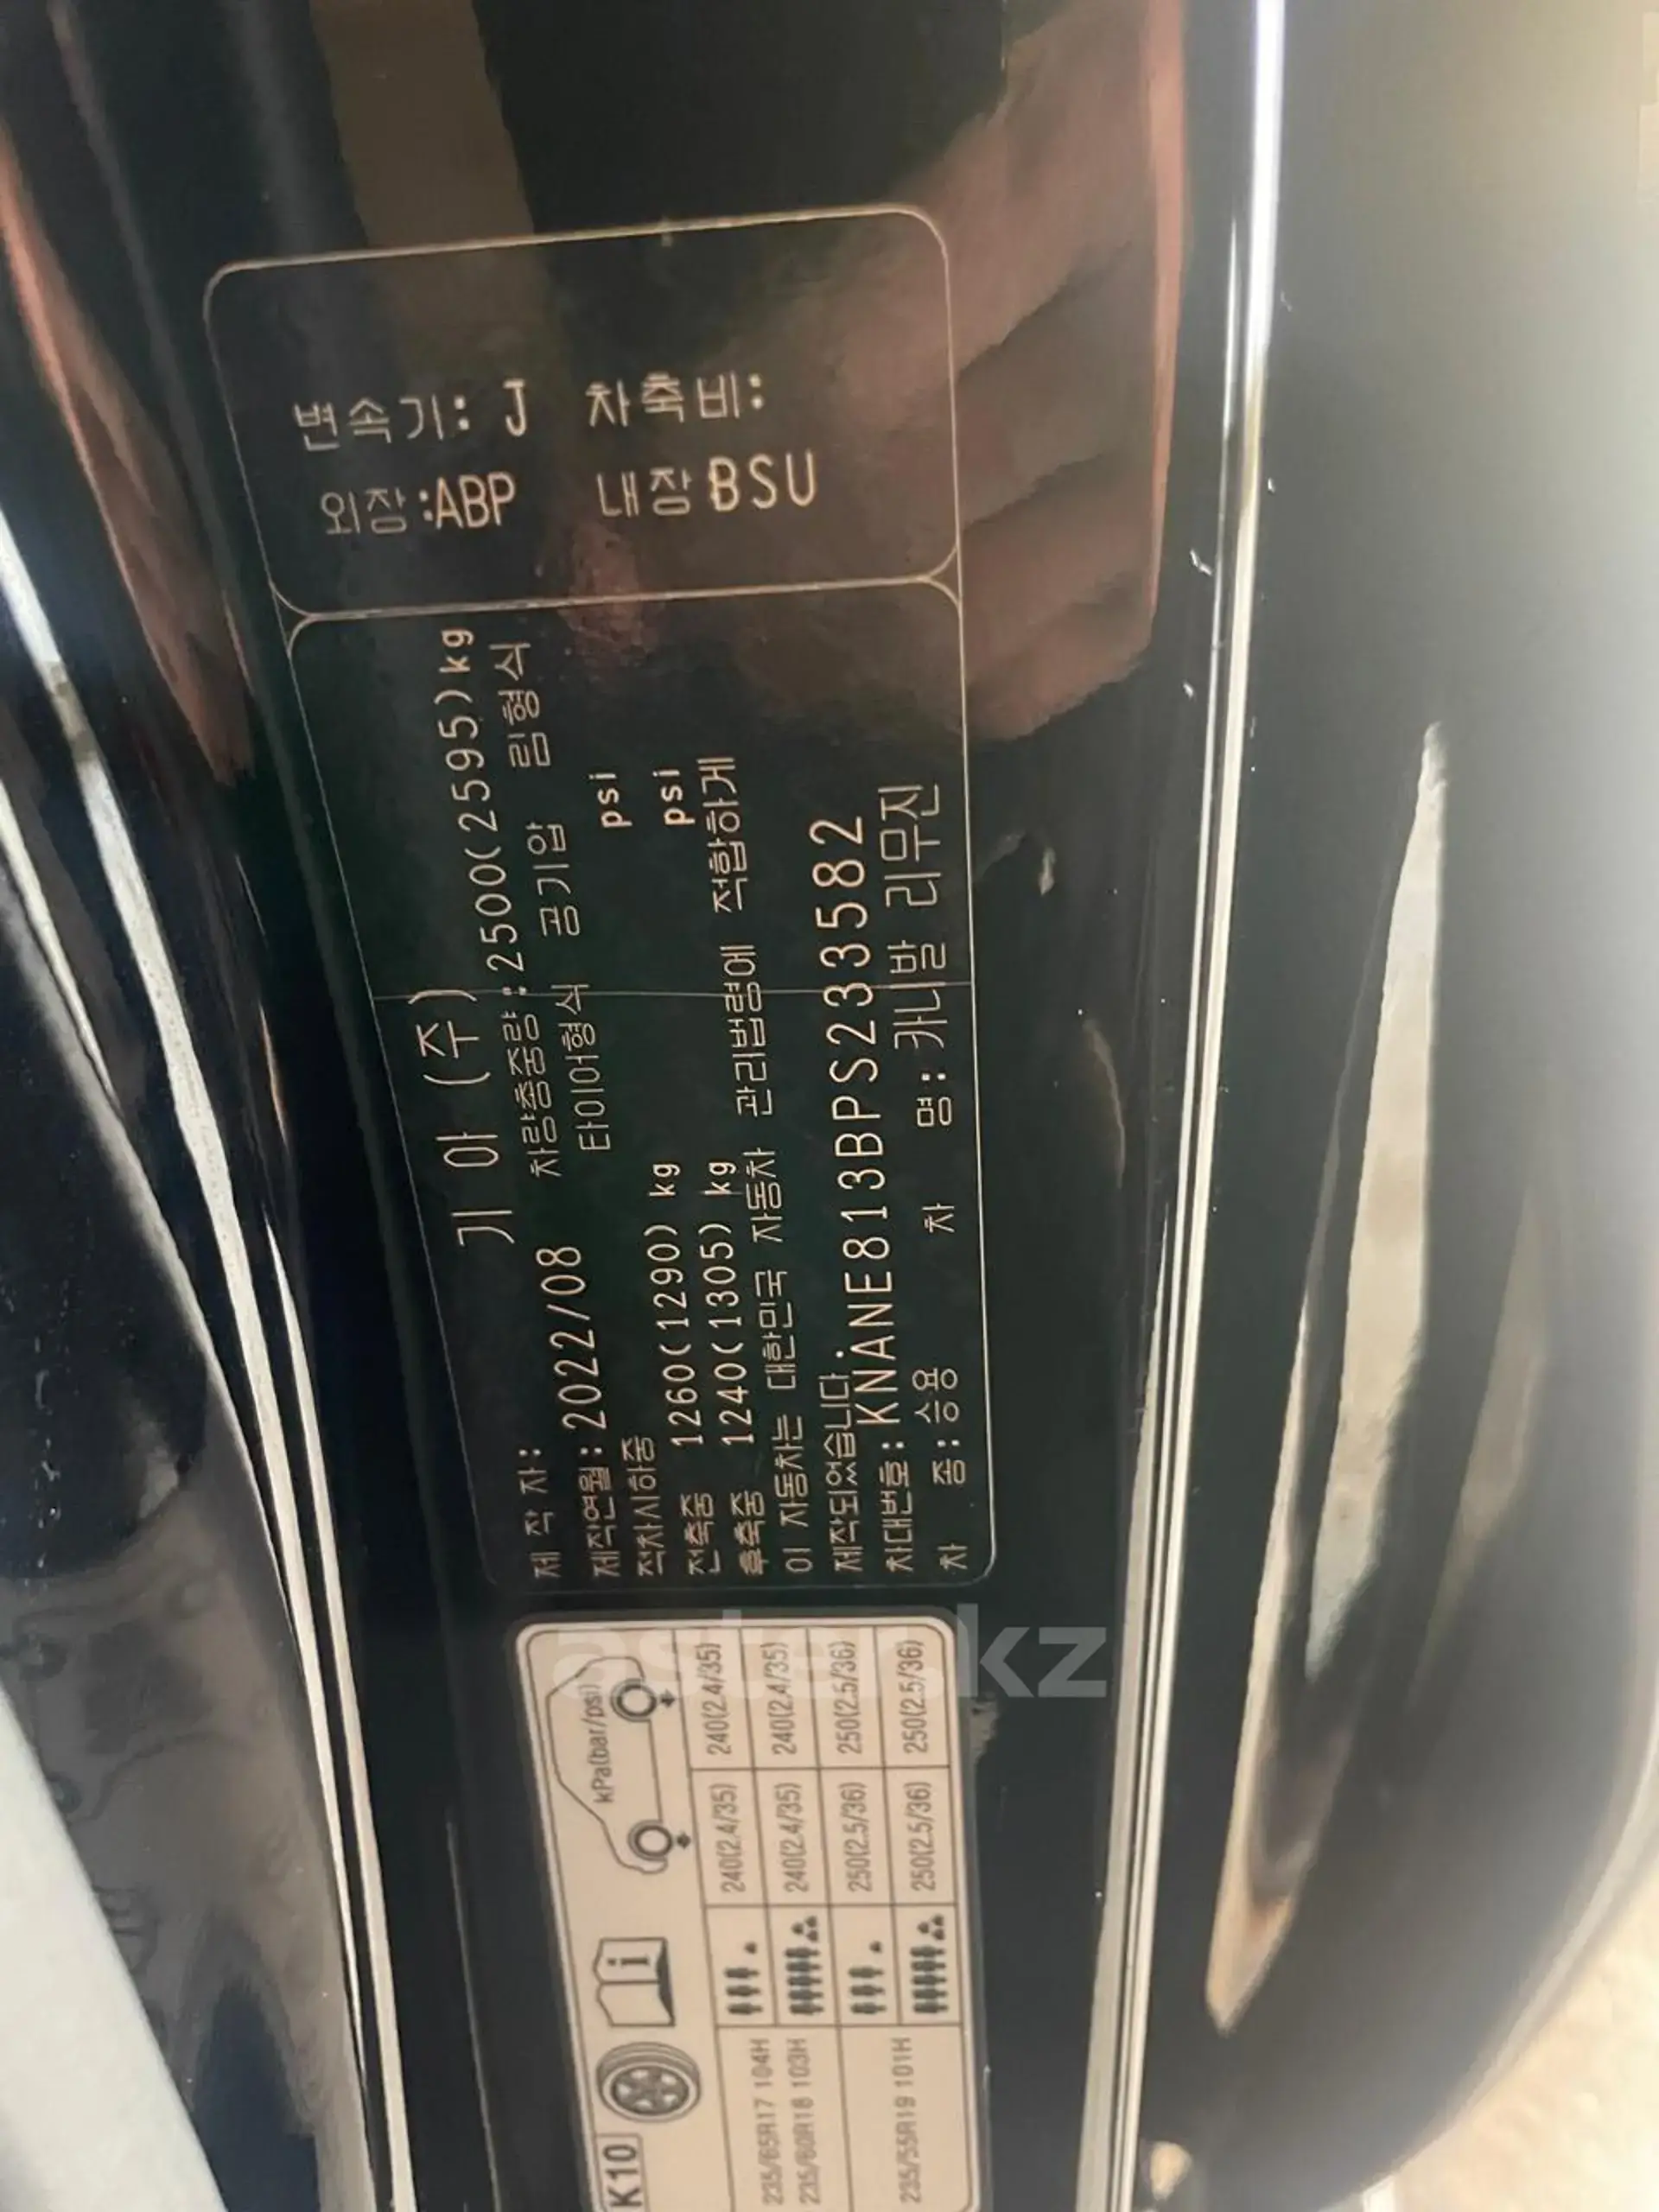 제 작 자: 기 아 (주)
제작연월:2022/08 차량총중량:2500(2595)kg
적차시하중 타이어형식 공기압 림형식
전축중 1260(1290) kg psi
후축중 1240(1305) kg psi
이 자동차는 대한민국 자동차 관리법령에 적합하게
제작되었습니다.
차대번호:KNANE813BPS233582
차 종:승용 차 명:카니발 리무진
변속기: J 차축비:
외장:ABP 내장BSU
K10 i kPa(bar/psi)
235/65R17 104H 240(2.4/35) 240(2.4/35)
235/60R18 103H 240(2.4/35) 240(2.4/35)
250(2.5/36) 250(2.5/36)
235/55R19 101H 250(2.5/36) 250(2.5/36)
aster.kz